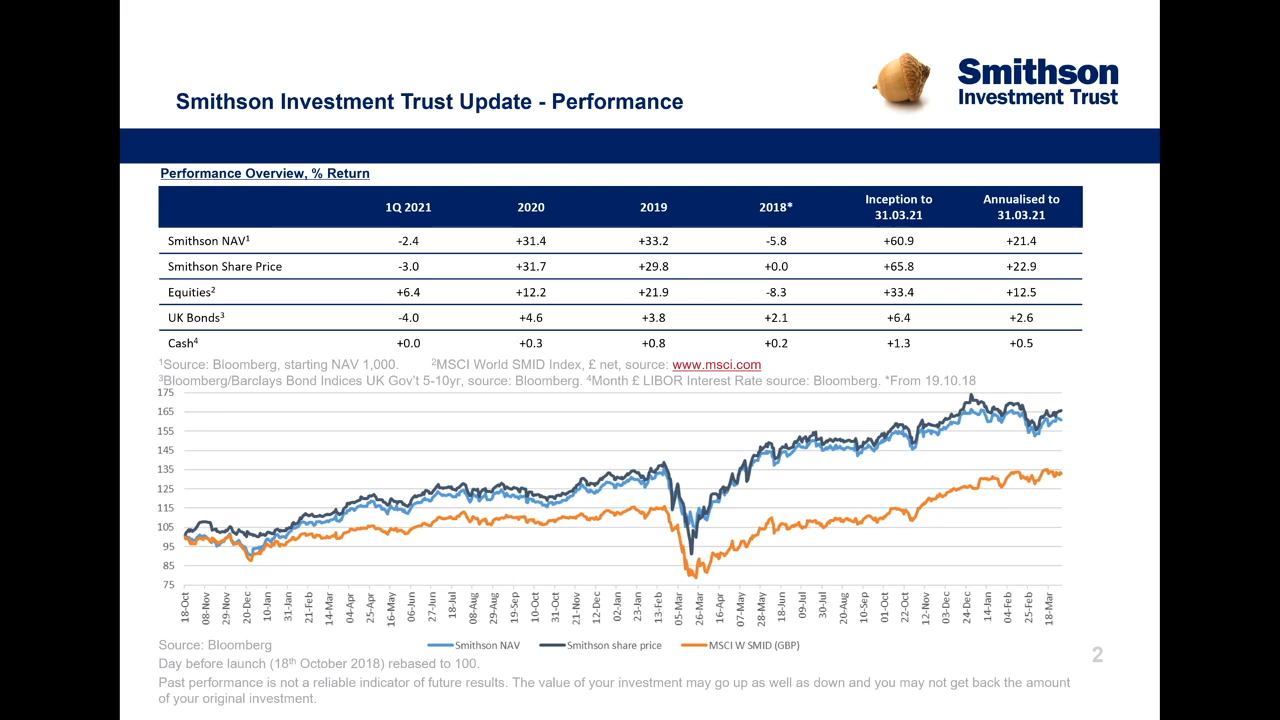 Smithson Investment Trust Update - Performance
Smithson
Investment Trust
Performance Overview, % Return
1Q 2021 2020 2019 2018* Inception to 31.03.21 Annualised to 31.03.21
Smithson NAV¹ -2.4 +31.4 +33.2 -5.8 +60.9 +21.4
Smithson Share Price -3.0 +31.7 +29.8 +0.0 +65.8 +22.9
Equities² +6.4 +12.2 +21.9 -8.3 +33.4 +12.5
UK Bonds³ -4.0 +4.6 +3.8 +2.1 +6.4 +2.6
Cash⁴ +0.0 +0.3 +0.8 +0.2 +1.3 +0.5
¹Source: Bloomberg, starting NAV 1,000. ²MSCI World SMID Index, £ net, source: www.msci.com
³Bloomberg/Barclays Bond Indices UK Gov't 5-10yr, source: Bloomberg. ⁴Month £ LIBOR Interest Rate source: Bloomberg. *From 19.10.18
175
165
155
145
135
125
115
105
95
85
75
18-Oct 08-Nov 29-Nov 20-Dec 10-Jan 31-Jan 21-Feb 14-Mar 04-Apr 25-Apr 16-May 06-Jun 27-Jun 18-Jul 08-Aug 29-Aug 19-Sep 10-Oct 31-Oct 21-Nov 12-Dec 02-Jan 23-Jan 13-Feb 05-Mar 26-Mar 16-Apr 07-May 28-May 18-Jun 09-Jul 30-Jul 20-Aug 10-Sep 01-Oct 22-Oct 12-Nov 03-Dec 24-Dec 14-Jan 04-Feb 25-Feb 18-Mar
Source: Bloomberg
Smithson NAV Smithson share price MSCI W SMID (GBP)
2
Day before launch (18th October 2018) rebased to 100.
Past performance is not a reliable indicator of future results. The value of your investment may go up as well as down and you may not get back the amount
of your original investment.